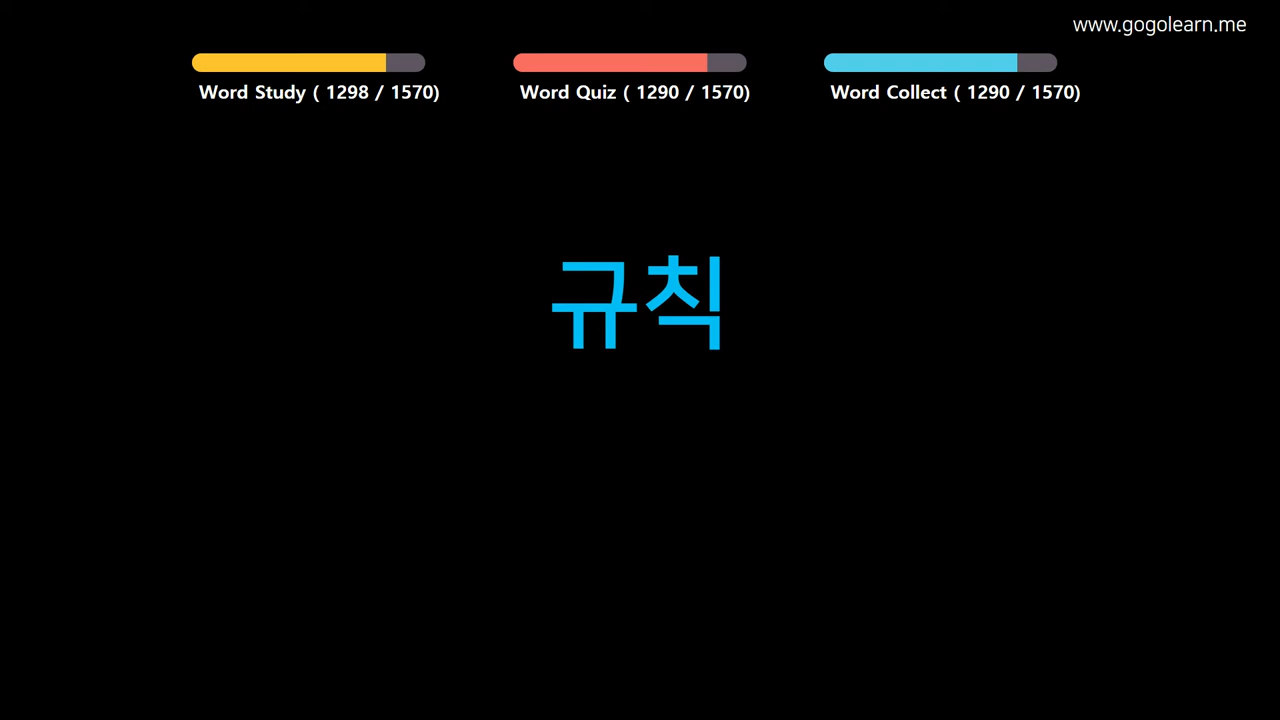 www.gogolearn.me
Word Study ( 1298 / 1570)
Word Quiz ( 1290 / 1570)
Word Collect ( 1290 / 1570)
규칙